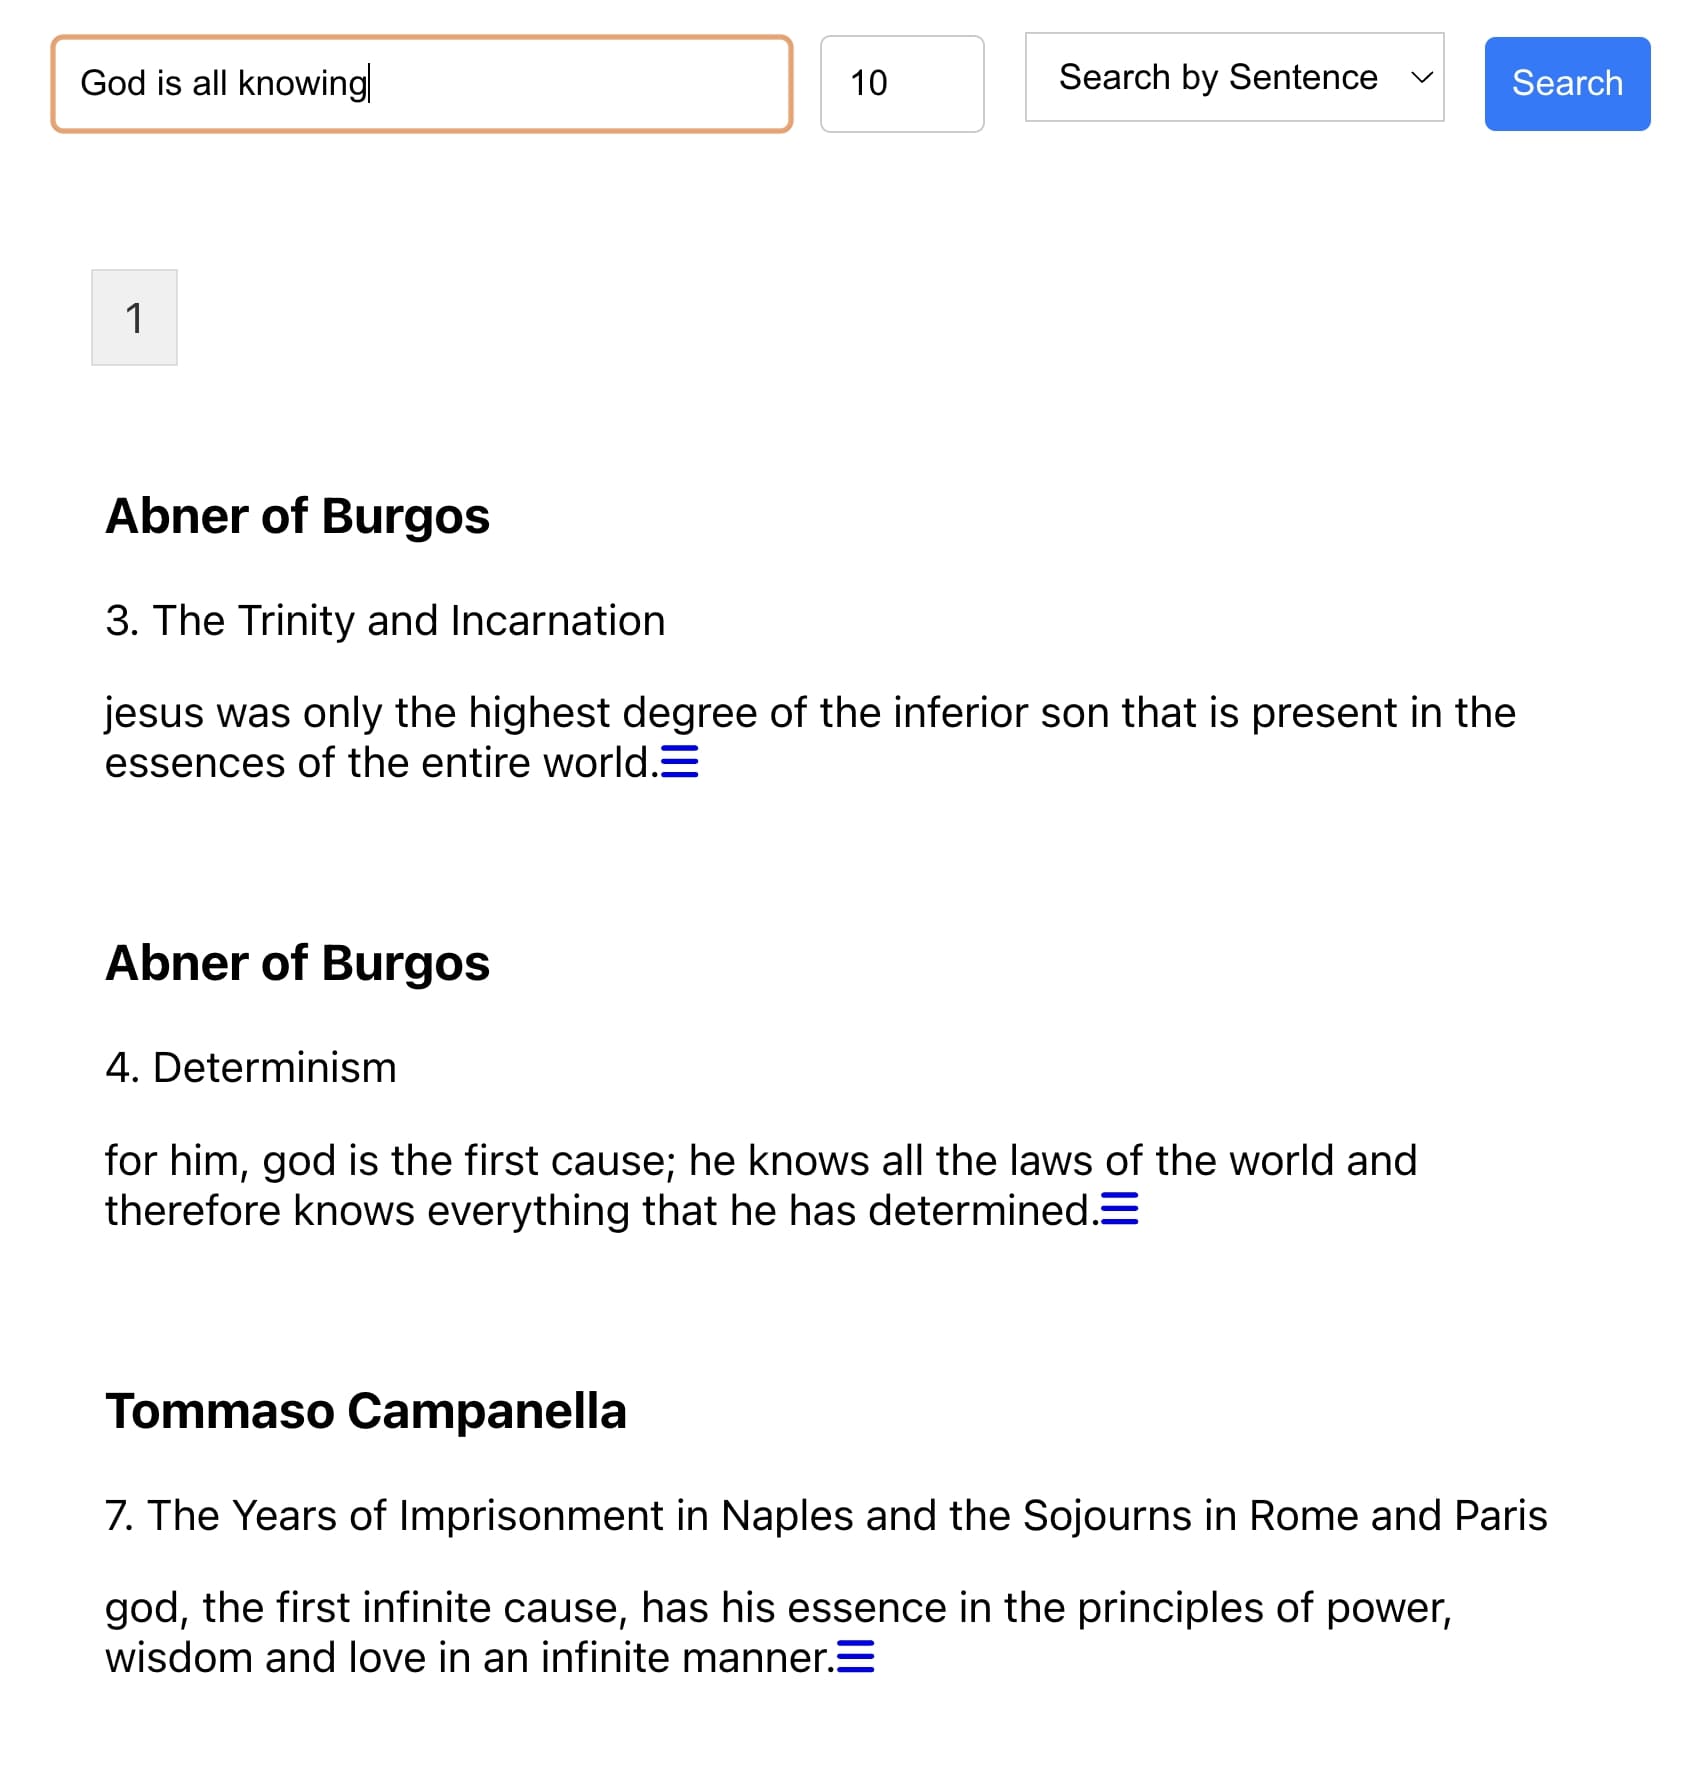 God is all knowing
10
Search by Sentence
Search
1
Abner of Burgos
3. The Trinity and Incarnation
jesus was only the highest degree of the inferior son that is present in the
essences of the entire world.
Abner of Burgos
4. Determinism
for him, god is the first cause; he knows all the laws of the world and
therefore knows everything that he has determined.
Tommaso Campanella
7. The Years of Imprisonment in Naples and the Sojourns in Rome and Paris
god, the first infinite cause, has his essence in the principles of power,
wisdom and love in an infinite manner.